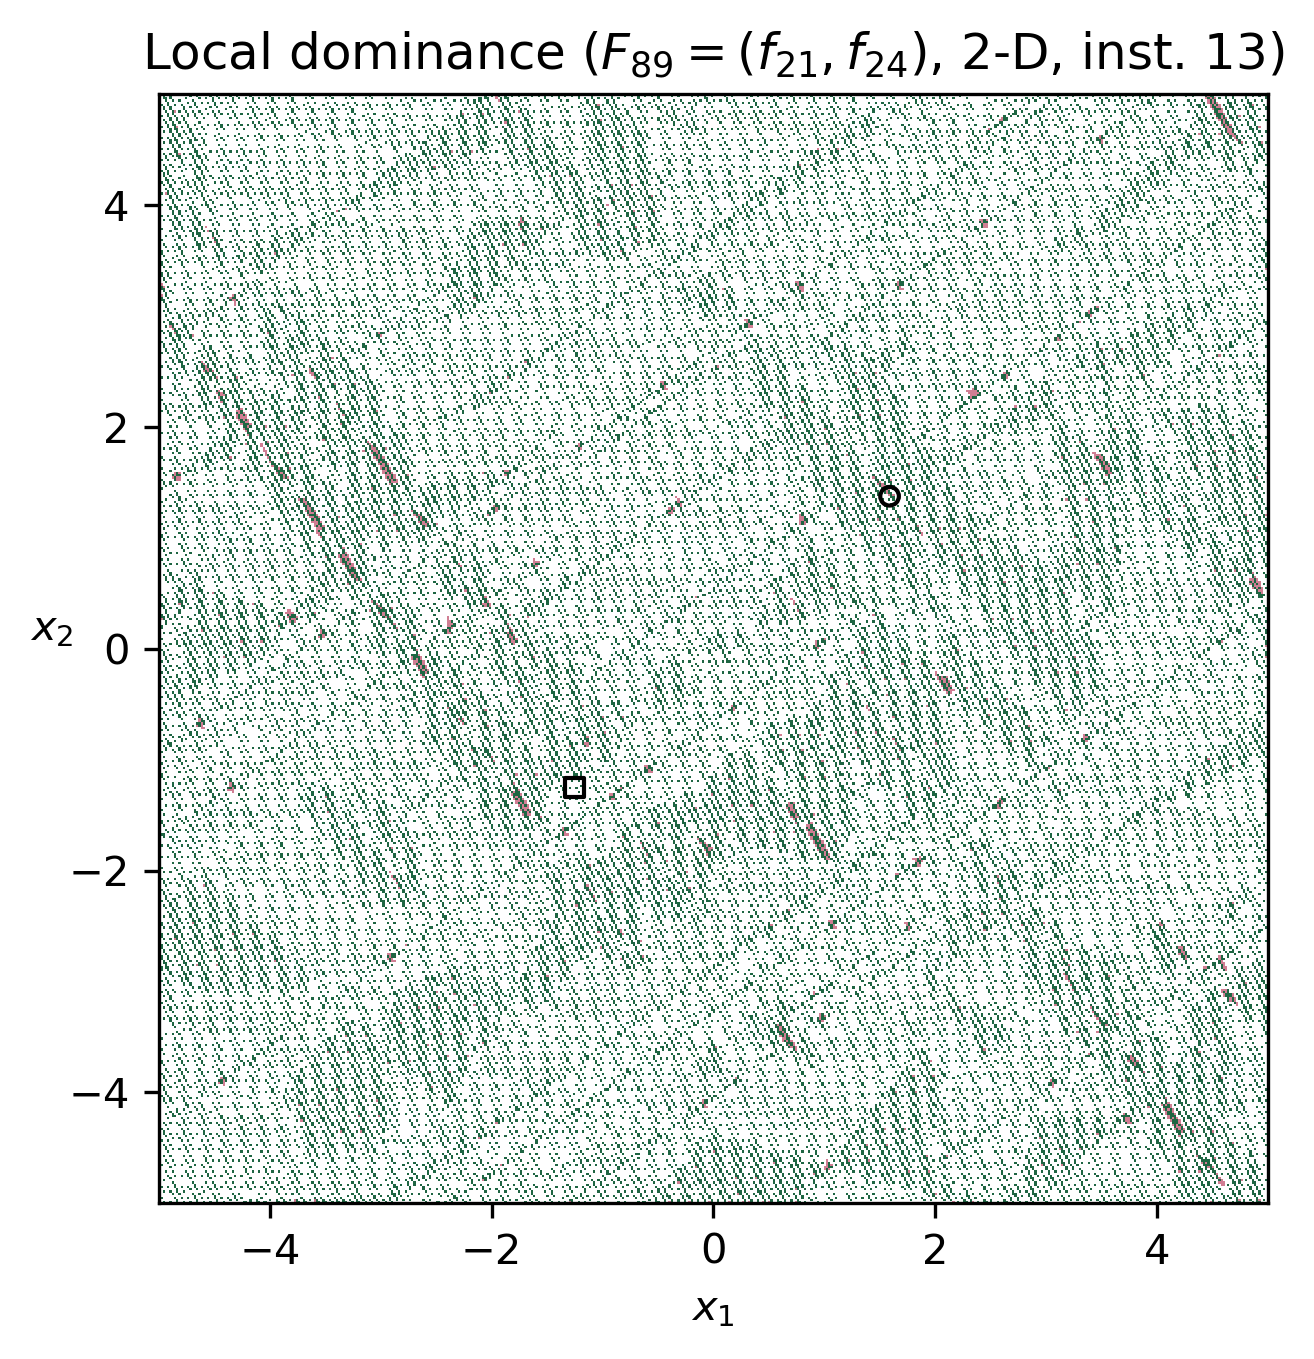 Local dominance (F₈₉ = (f₂₁, f₂₄), 2-D, inst. 13)
4
2
x₂
0
−2
−4
−4 −2 0 2 4
x₁